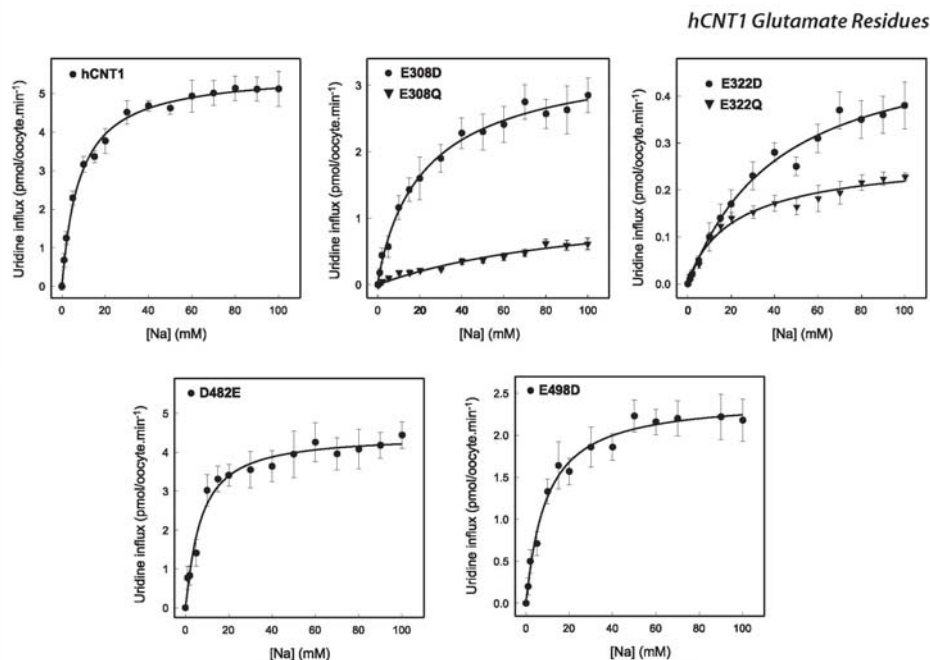 hCNT1 Glutamate Residues
Uridine influx (pmol/oocyte.min⁻¹)
hCNT1
6
5
4
3
2
1
0
0 20 40 60 80 100
[Na] (mM)
Uridine influx (pmol/oocyte.min⁻¹)
E308D
E308Q
3
2
1
0
0 20 40 60 80 100
[Na] (mM)
Uridine influx (pmol/oocyte.min⁻¹)
E322D
E322Q
0.4
0.3
0.2
0.1
0.0
0 20 40 60 80 100
[Na] (mM)
Uridine influx (pmol/oocyte.min⁻¹)
D482E
5
4
3
2
1
0
0 20 40 60 80 100
[Na] (mM)
Uridine influx (pmol/oocyte.min⁻¹)
E498D
2.5
2.0
1.5
1.0
0.5
0.0
0 20 40 60 80 100
[Na] (mM)